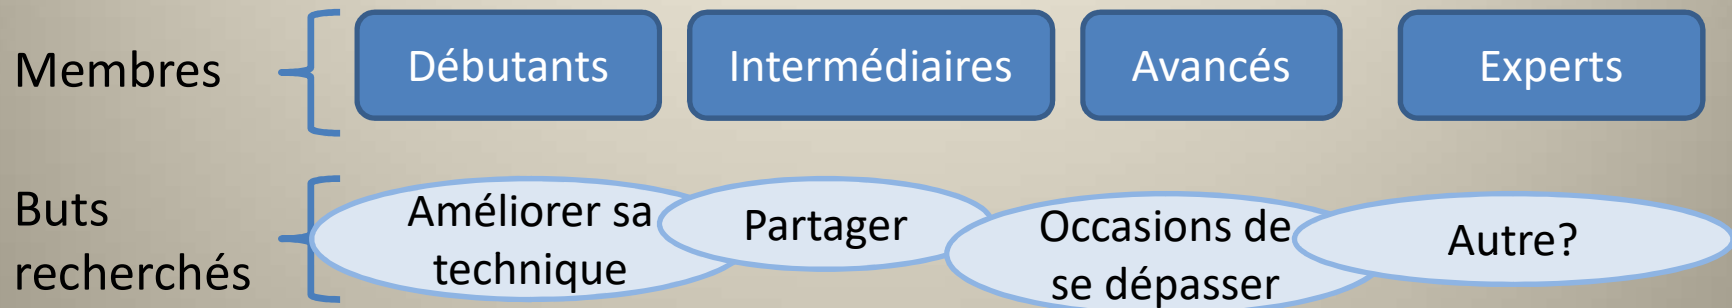 Membres
Débutants
Intermédiaires
Avancés
Experts
Buts
recherchés
Améliorer sa
technique
Partager
Occasions de
se dépasser
Autre?